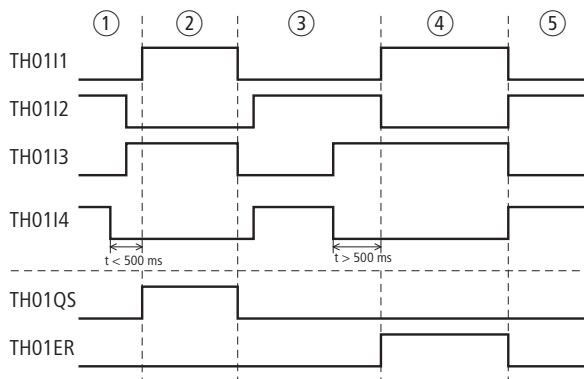 ① ② ③ ④ ⑤
TH01I1
TH01I2
TH01I3
TH01I4
t < 500 ms t > 500 ms
TH01QS
TH01ER